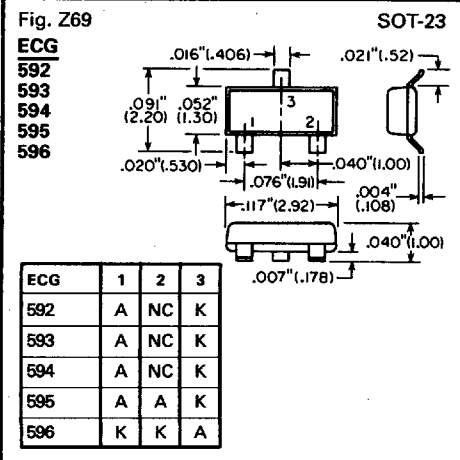 Fig. Z69
SOT-23
ECG
592
593
594
595
596
.016"(.406)
.021"(.52)
.091"
(2.20)
.052"
(1.30)
3
1
2
.020"(.530)
.040"(1.00)
.076"(1.91)
.004"
(.108)
.117"(2.92)
.040"(1.00)
.007"(.178)
ECG 1 2 3
592 A NC K
593 A NC K
594 A NC K
595 A A K
596 K K A